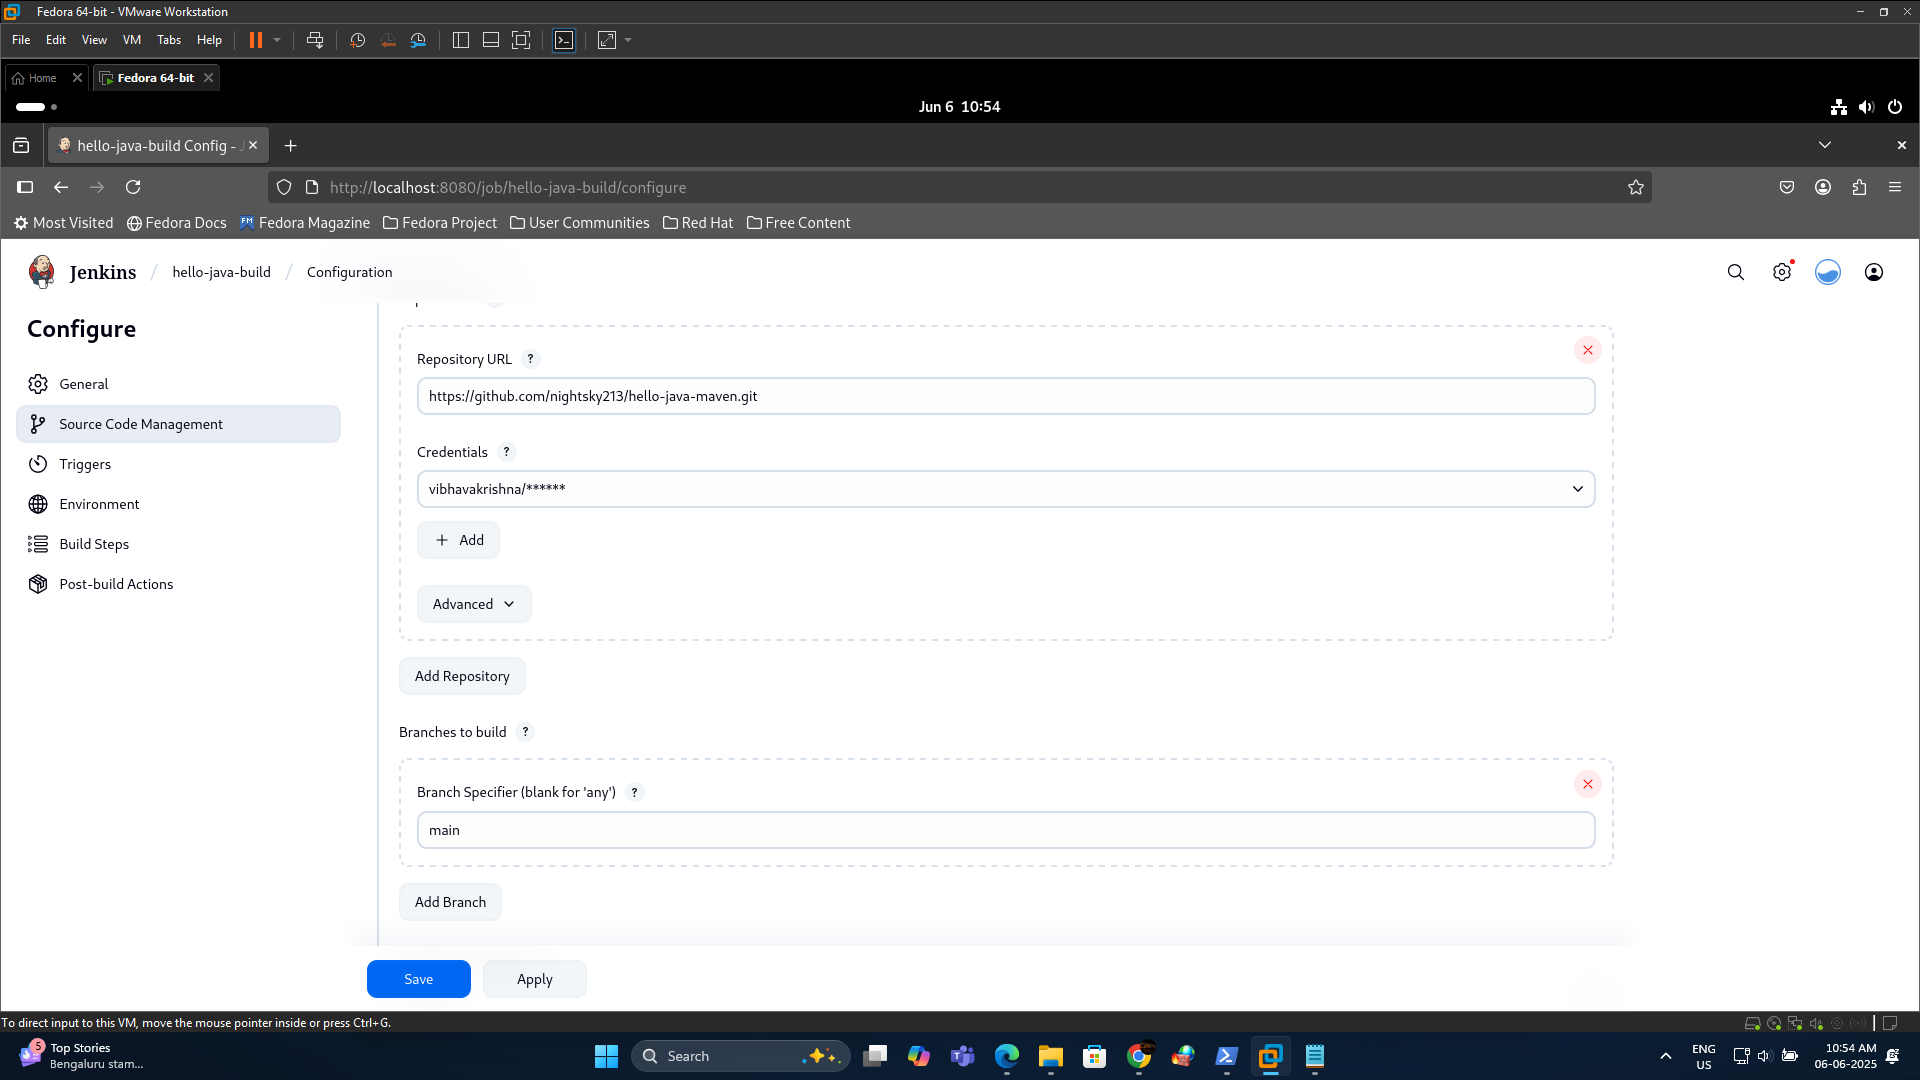 Fedora 64-bit - VMware Workstation
File Edit View VM Tabs Help
Home Fedora 64-bit
Jun 6 10:54
hello-java-build Config - J
http://localhost:8080/job/hello-java-build/configure
Most Visited Fedora Docs Fedora Magazine Fedora Project User Communities Red Hat Free Content
Jenkins / hello-java-build / Configuration
Configure
General
Source Code Management
Triggers
Environment
Build Steps
Post-build Actions
Repository URL ?
https://github.com/nightsky213/hello-java-maven.git
Credentials ?
vibhavakrishna/******
+ Add
Advanced
Add Repository
Branches to build ?
Branch Specifier (blank for 'any') ?
main
Add Branch
Save Apply
To direct input to this VM, move the mouse pointer inside or press Ctrl+G.
5 Top Stories
Bengaluru stam...
Search
ENG
US
10:54 AM
06-06-2025